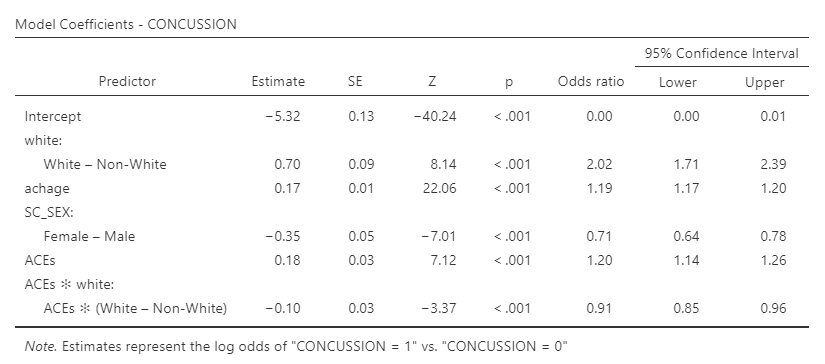 Model Coefficients - CONCUSSION
95% Confidence Interval
Predictor Estimate SE Z p Odds ratio Lower Upper
Intercept −5.32 0.13 −40.24 < .001 0.00 0.00 0.01
white:
White – Non-White 0.70 0.09 8.14 < .001 2.02 1.71 2.39
achage 0.17 0.01 22.06 < .001 1.19 1.17 1.20
SC_SEX:
Female – Male −0.35 0.05 −7.01 < .001 0.71 0.64 0.78
ACEs 0.18 0.03 7.12 < .001 1.20 1.14 1.26
ACEs ✻ white:
ACEs ✻ (White – Non-White) −0.10 0.03 −3.37 < .001 0.91 0.85 0.96
Note. Estimates represent the log odds of "CONCUSSION = 1" vs. "CONCUSSION = 0"